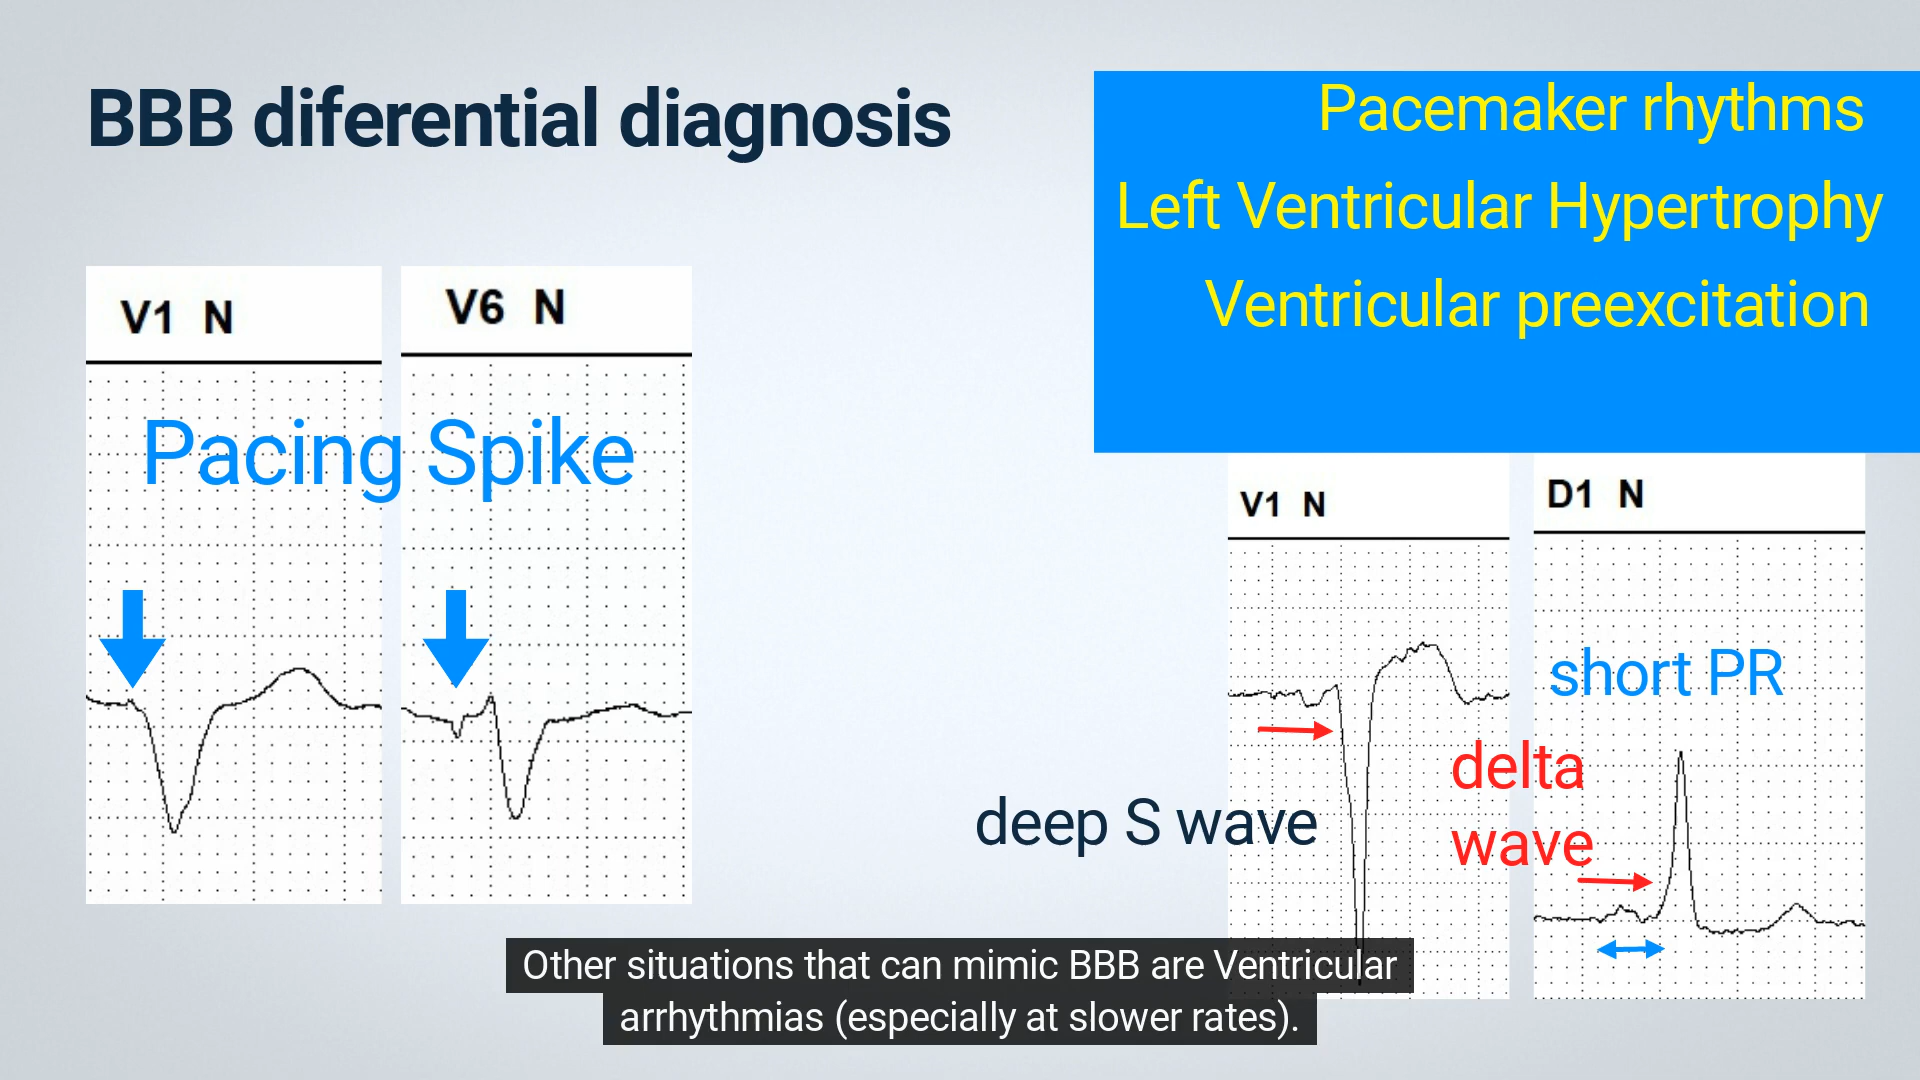 BBB diferential diagnosis
Pacemaker rhythms
Left Ventricular Hypertrophy
Ventricular preexcitation
V1 N
V6 N
Pacing Spike
V1 N
D1 N
short PR
delta
wave
deep S wave
Other situations that can mimic BBB are Ventricular
arrhythmias (especially at slower rates).